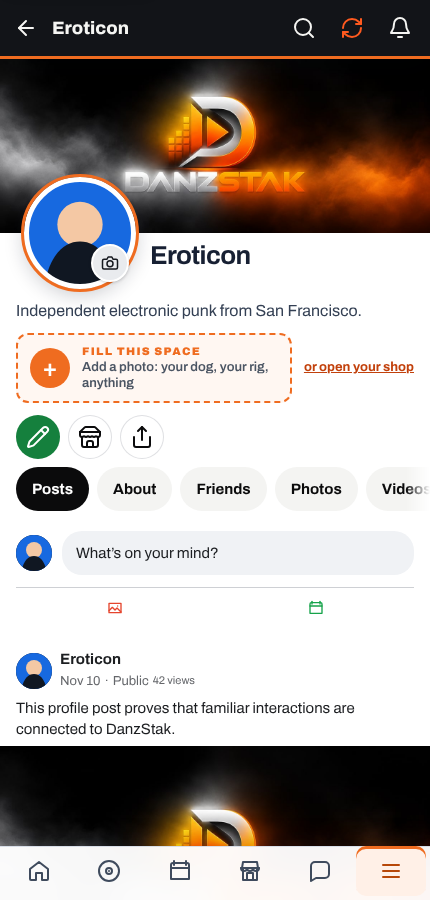 Eroticon
DANZSTAK
Eroticon
Independent electronic punk from San Francisco.
FILL THIS SPACE
Add a photo: your dog, your rig,
anything
or open your shop
Posts
About
Friends
Photos
Videos
What's on your mind?
Eroticon
Nov 10 · Public 42 views
This profile post proves that familiar interactions are
connected to DanzStak.